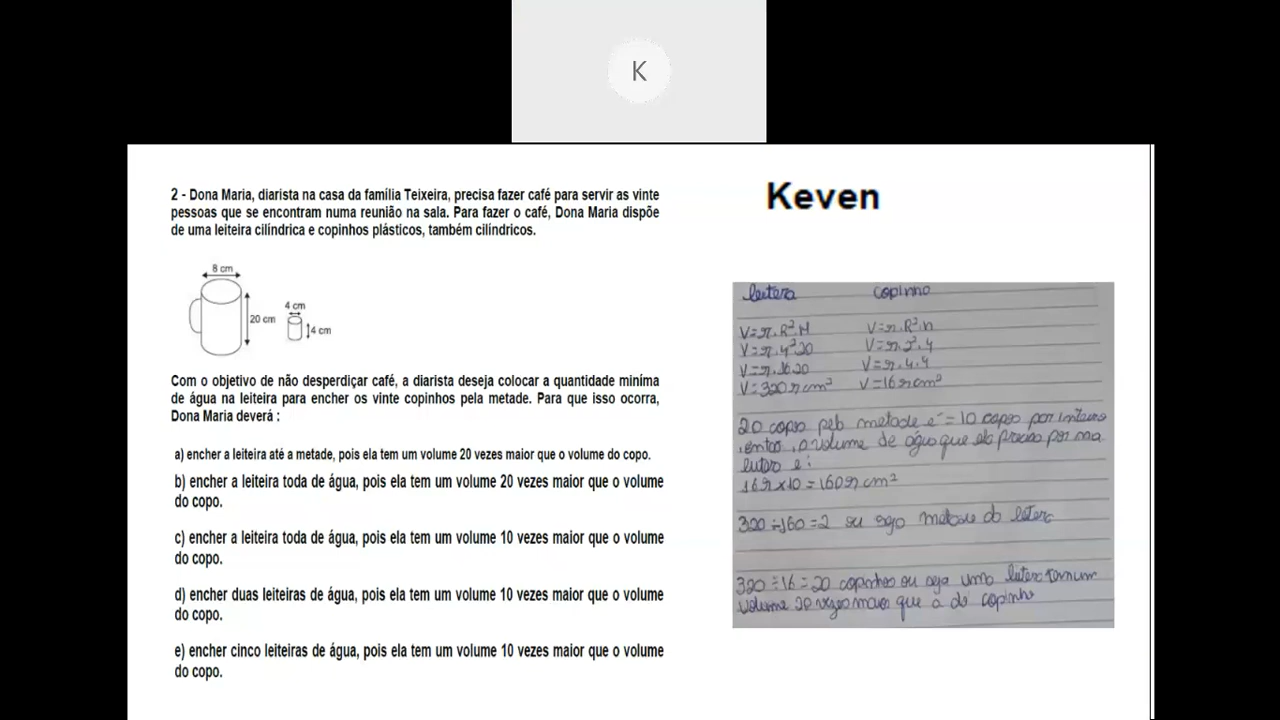 K
2 - Dona Maria, diarista na casa da família Teixeira, precisa fazer café para servir as vinte
pessoas que se encontram numa reunião na sala. Para fazer o café, Dona Maria dispõe
de uma leiteira cilíndrica e copinhos plásticos, também cilíndricos.
8 cm
20 cm
4 cm
4 cm
Com o objetivo de não desperdiçar café, a diarista deseja colocar a quantidade miníma
de água na leiteira para encher os vinte copinhos pela metade. Para que isso ocorra,
Dona Maria deverá :
a) encher a leiteira até a metade, pois ela tem um volume 20 vezes maior que o volume do copo.
b) encher a leiteira toda de água, pois ela tem um volume 20 vezes maior que o volume
do copo.
c) encher a leiteira toda de água, pois ela tem um volume 10 vezes maior que o volume
do copo.
d) encher duas leiteiras de água, pois ela tem um volume 10 vezes maior que o volume
do copo.
e) encher cinco leiteiras de água, pois ela tem um volume 10 vezes maior que o volume
do copo.
Keven
leitera copinho
V=π.R².H V=π.R².h
V=π.4².20 V=π.2².4
V=π.16.20 V=π.4.4
V=320π cm³ V=16π cm³
20 copos pela metade é = 10 copos por inteiro
, então, o volume de água que ela precisa por na
leitera é:
16π x 10 = 160π cm³
320 ÷ 160 = 2 ou seja metade da leitera
320 ÷ 16 = 20 copinhos ou seja uma leitera tem um
volume 20 vezes maior que a do copinho